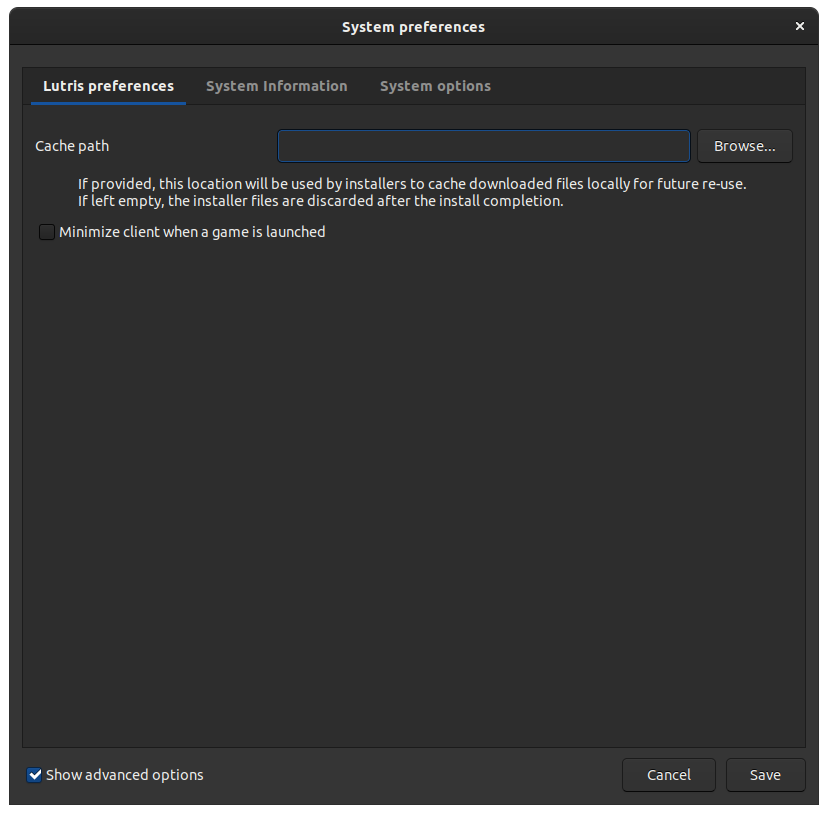 System preferences
Lutris preferences System Information System options
Cache path Browse...
If provided, this location will be used by installers to cache downloaded files locally for future re-use.
If left empty, the installer files are discarded after the install completion.
Minimize client when a game is launched
Show advanced options Cancel Save